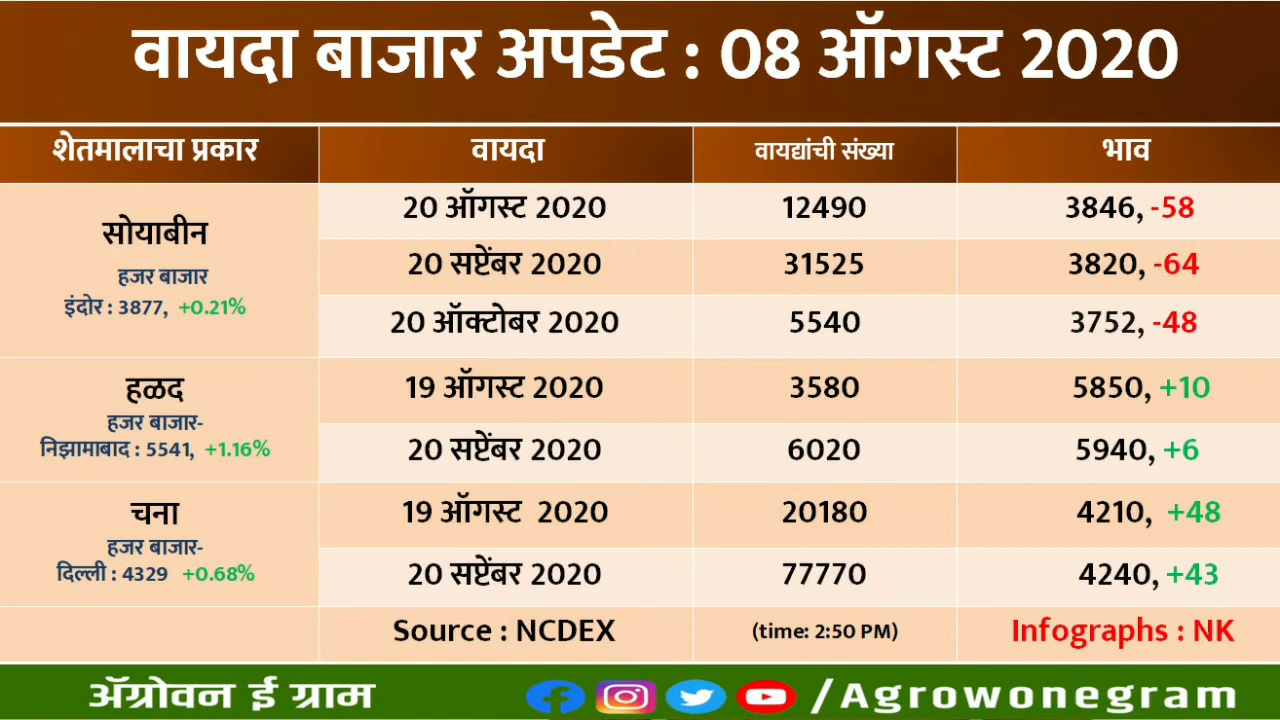 वायदा बाजार अपडेट : 08 ऑगस्ट 2020
शेतमालाचा प्रकार वायदा वायद्यांची संख्या भाव
सोयाबीन
हजर बाजार
इंदोर : 3877, +0.21%
20 ऑगस्ट 2020 12490 3846, -58
20 सप्टेंबर 2020 31525 3820, -64
20 ऑक्टोबर 2020 5540 3752, -48
हळद
हजर बाजार-
निझामाबाद : 5541, +1.16%
19 ऑगस्ट 2020 3580 5850, +10
20 सप्टेंबर 2020 6020 5940, +6
चना
हजर बाजार-
दिल्ली : 4329 +0.68%
19 ऑगस्ट 2020 20180 4210, +48
20 सप्टेंबर 2020 77770 4240, +43
Source : NCDEX (time: 2:50 PM) Infographs : NK
ॲग्रोवन ई ग्राम /Agrowonegram